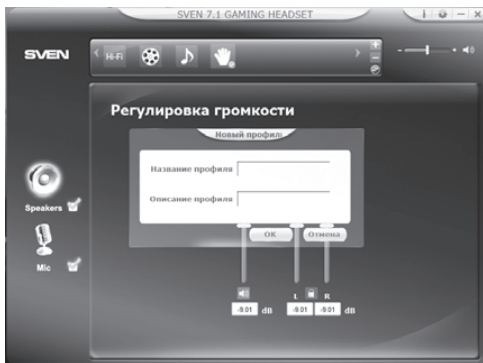 SVEN 7.1 GAMING HEADSET
SVEN
Hi-Fi
Регулировка громкости
Новый профиль
Название профиля
Описание профиля
OK
Отмена
Speakers
Mic
L R
-9.01 dB -9.01 -9.01 dB